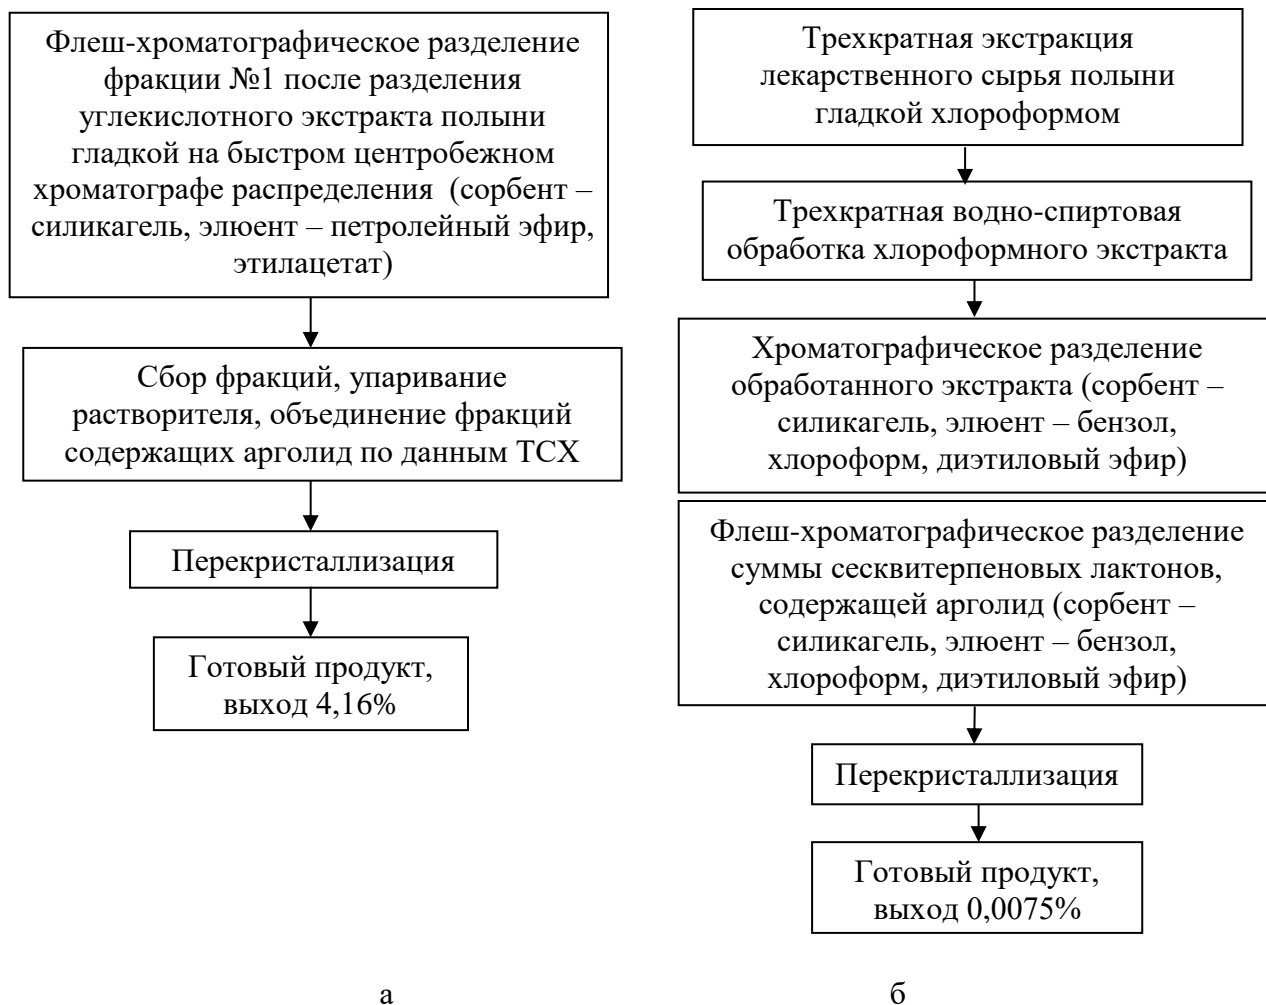 Флеш-хроматографическое разделение
фракции №1 после разделения
углекислотного экстракта полыни
гладкой на быстром центробежном
хроматографе распределения (сорбент –
силикагель, элюент – петролейный эфир,
этилацетат)
Сбор фракций, упаривание
растворителя, объединение фракций
содержащих арголид по данным ТСХ
Перекристаллизация
Готовый продукт,
выход 4,16%
а
Трехкратная экстракция
лекарственного сырья полыни
гладкой хлороформом
Трехкратная водно-спиртовая
обработка хлороформного экстракта
Хроматографическое разделение
обработанного экстракта (сорбент –
силикагель, элюент – бензол,
хлороформ, диэтиловый эфир)
Флеш-хроматографическое разделение
суммы сесквитерпеновых лактонов,
содержащей арголид (сорбент –
силикагель, элюент – бензол,
хлороформ, диэтиловый эфир)
Перекристаллизация
Готовый продукт,
выход 0,0075%
б